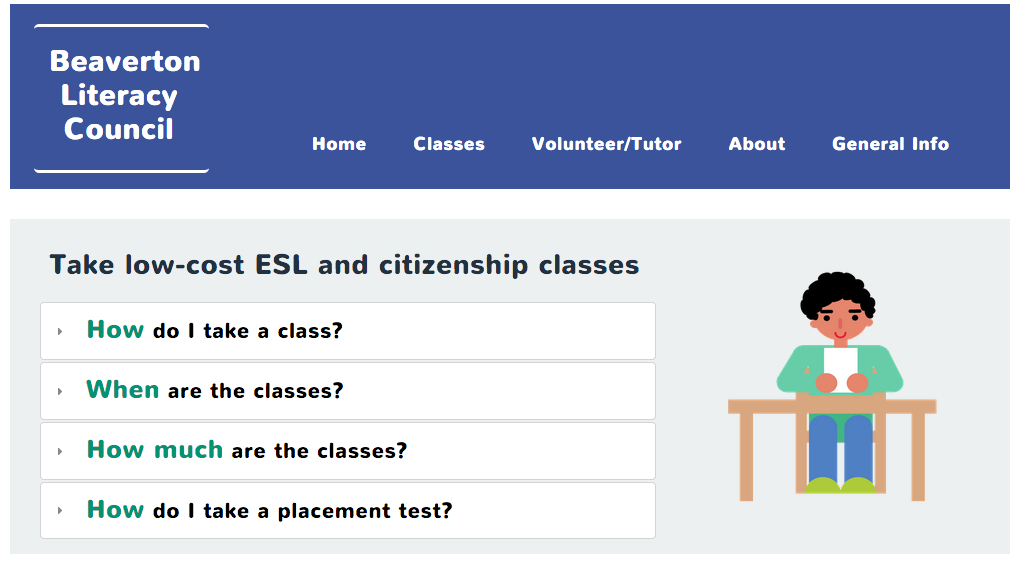 Beaverton
Literacy
Council
Home Classes Volunteer/Tutor About General Info
Take low-cost ESL and citizenship classes
How do I take a class?
When are the classes?
How much are the classes?
How do I take a placement test?